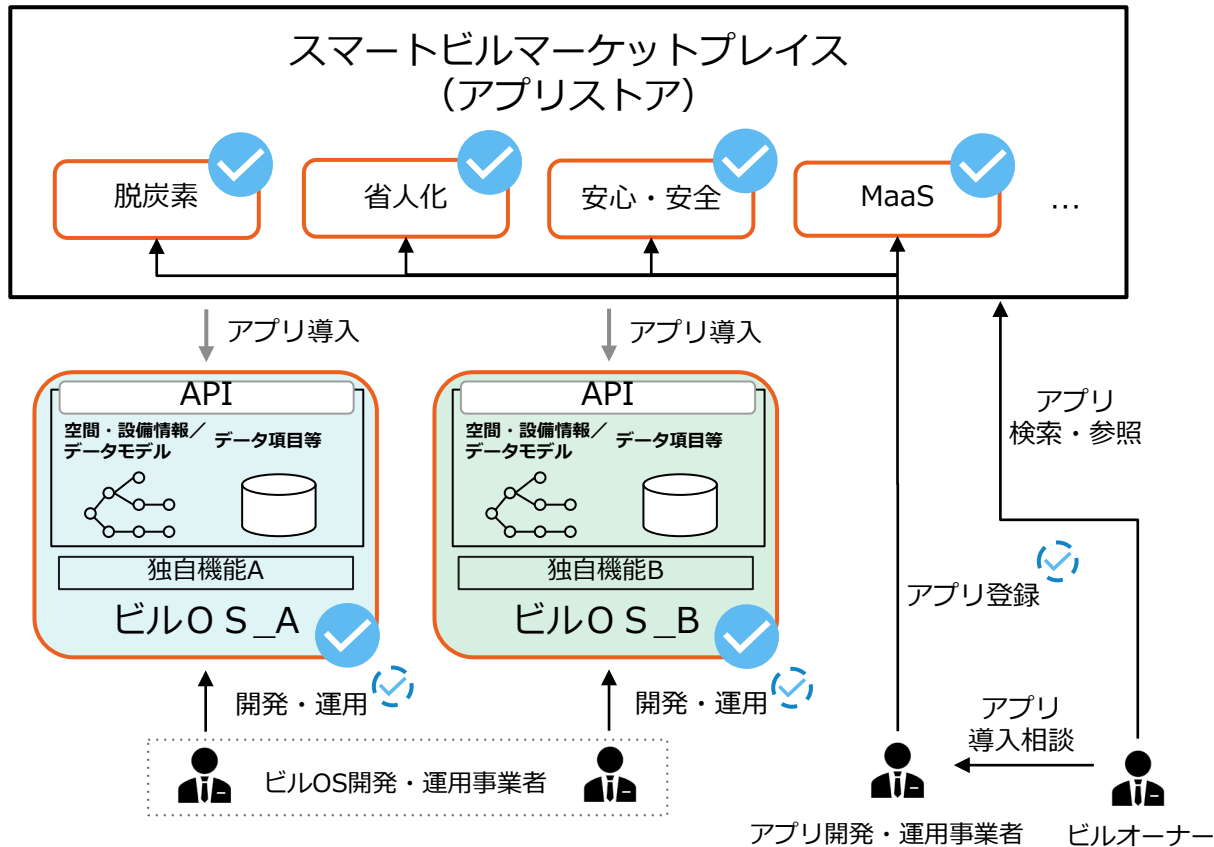 スマートビルマーケットプレイス
（アプリストア）
脱炭素
省人化
安心・安全
MaaS
…
アプリ導入
アプリ導入
API
空間・設備情報／
データモデル
データ項目等
独自機能A
ビルＯＳ_A
API
空間・設備情報／
データモデル
データ項目等
独自機能B
ビルＯＳ_B
アプリ
検索・参照
アプリ登録
開発・運用
開発・運用
ビルOS開発・運用事業者
アプリ
導入相談
アプリ開発・運用事業者
ビルオーナー